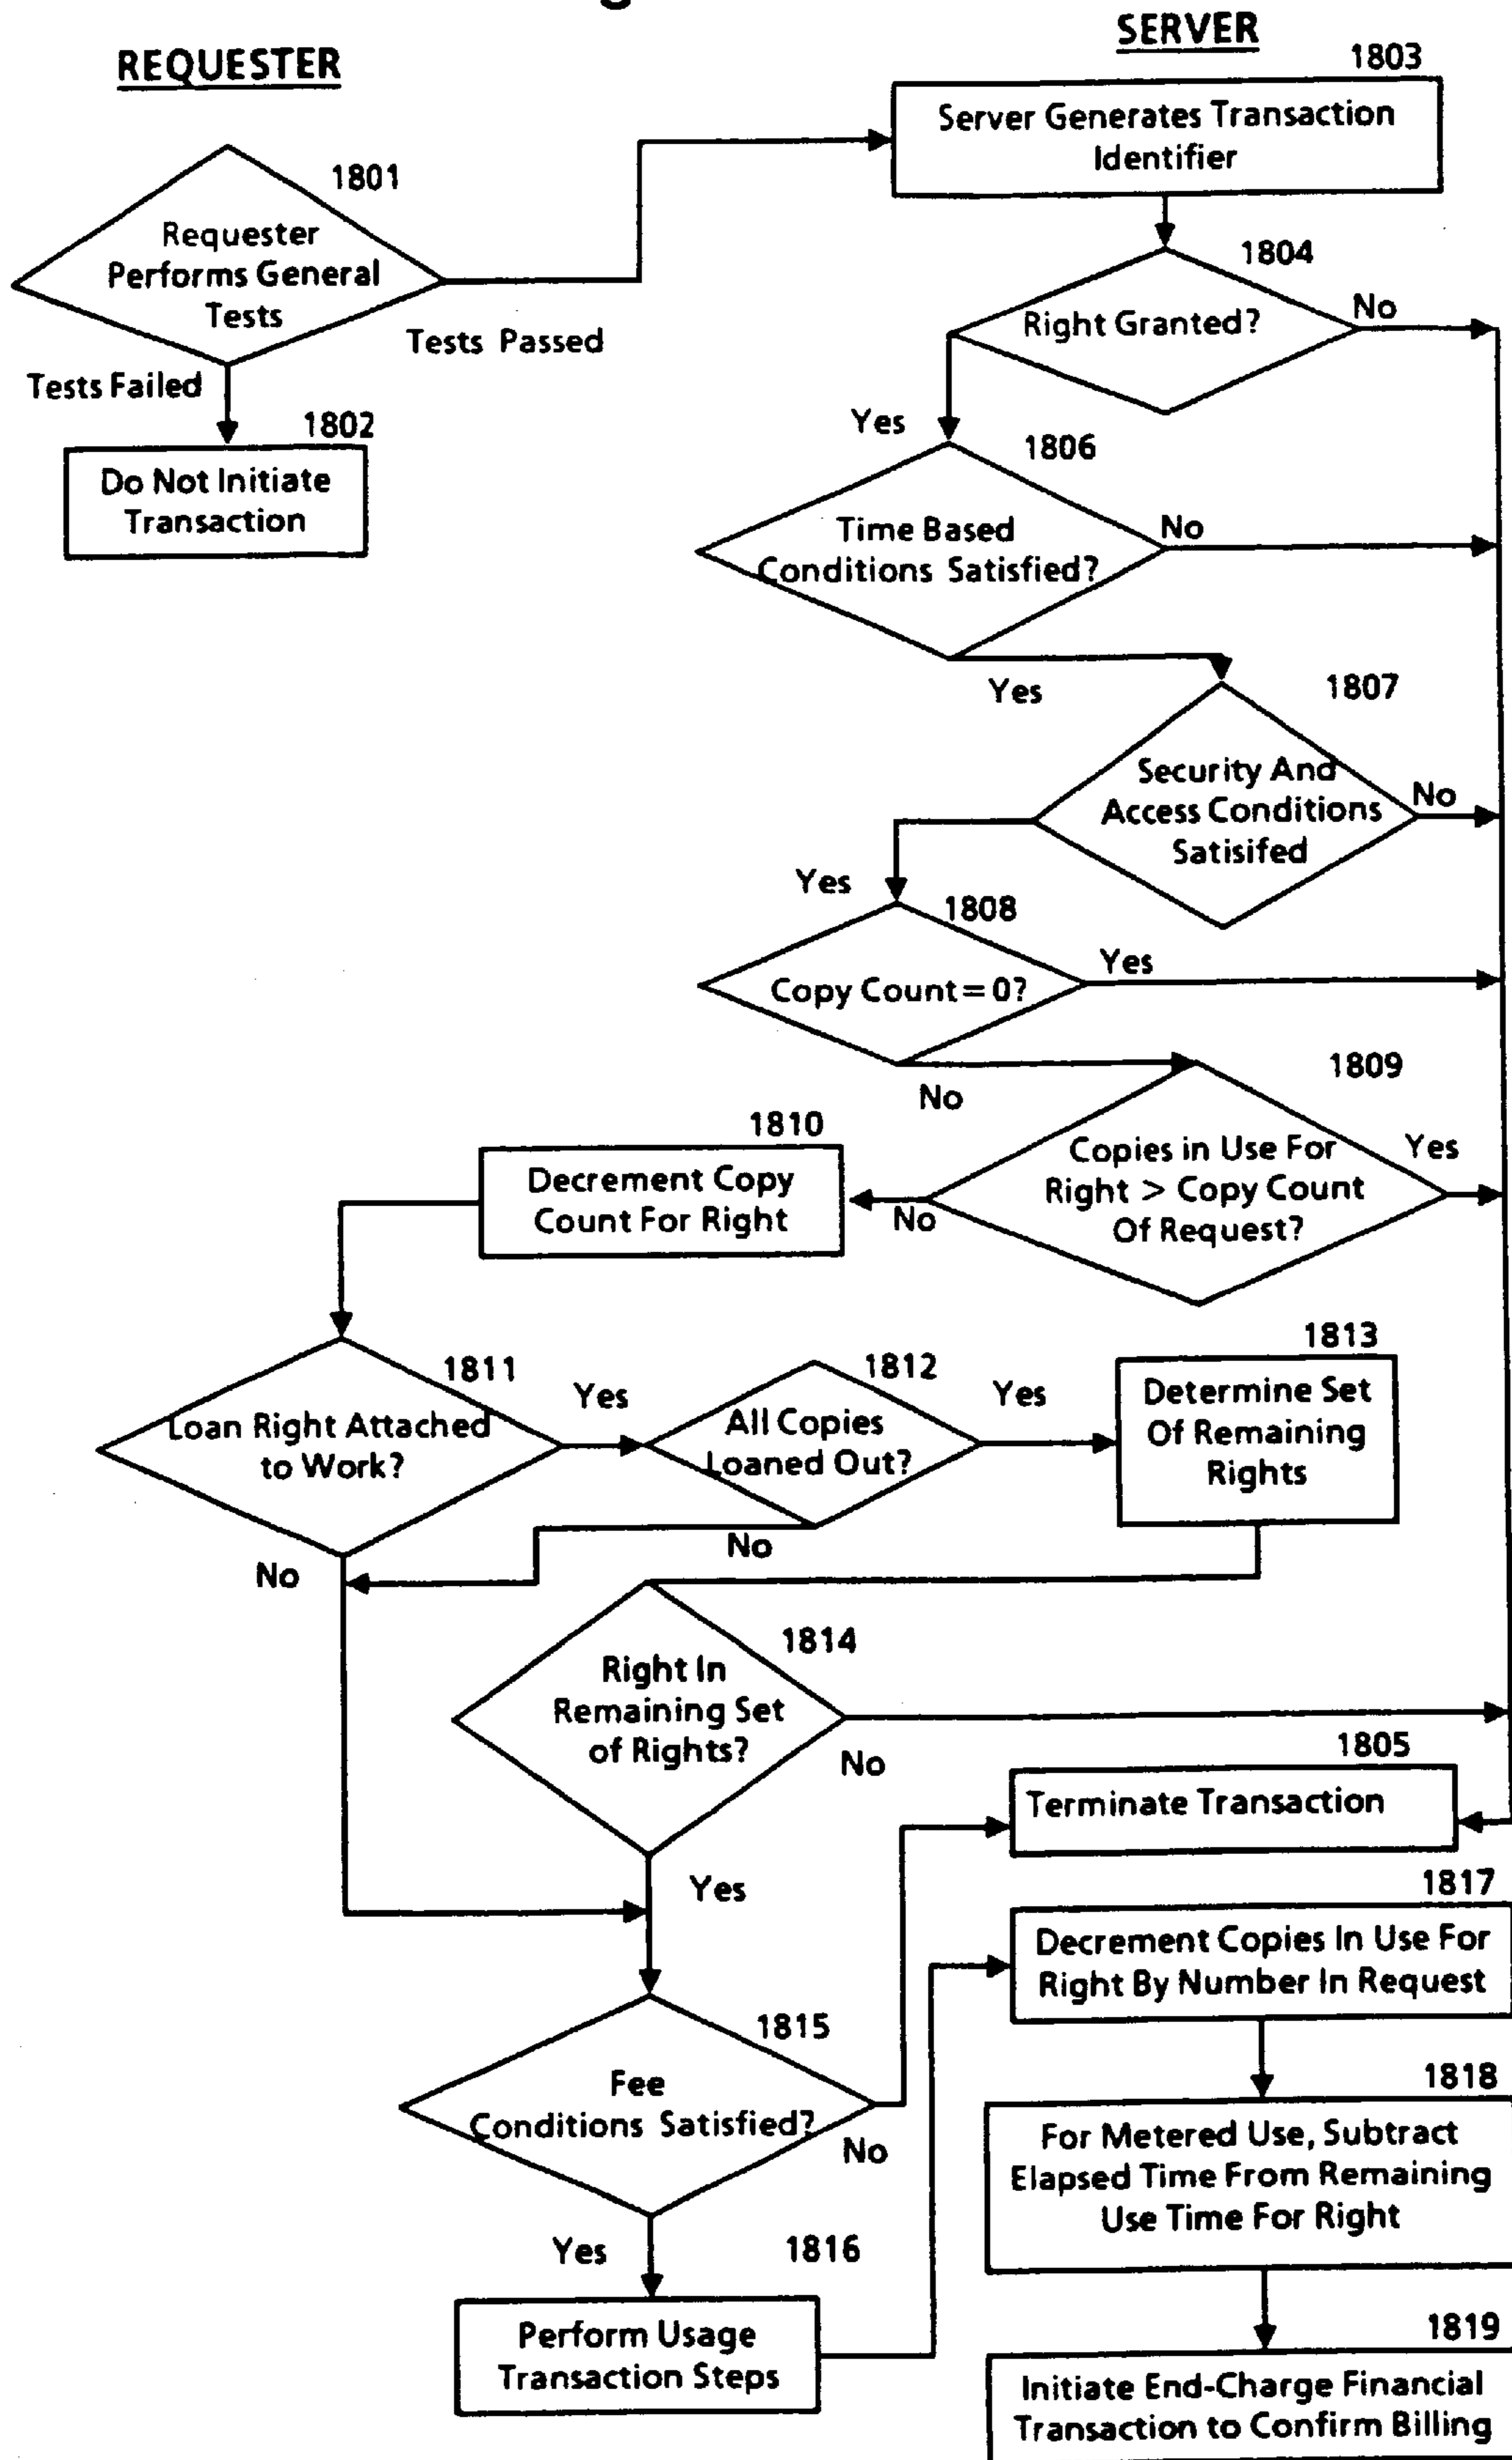 REQUESTER
SERVER
1803
Server Generates Transaction
Identifier
1801
Requester
Performs General
Tests
Tests Passed
Tests Failed
1802
Do Not Initiate
Transaction
1804
Right Granted?
No
Yes
1806
Time Based
Conditions Satisfied?
No
Yes
1807
Security And
Access Conditions
Satisifed
No
Yes
1808
Copy Count=0?
Yes
No
1809
Copies in Use For
Right > Copy Count
Of Request?
Yes
No
1810
Decrement Copy
Count For Right
1811
Loan Right Attached
to Work?
Yes
No
1812
All Copies
Loaned Out?
Yes
No
1813
Determine Set
Of Remaining
Rights
1814
Right In
Remaining Set
of Rights?
No
Yes
1805
Terminate Transaction
1815
Fee
Conditions Satisfied?
No
Yes
1816
Perform Usage
Transaction Steps
1817
Decrement Copies In Use For
Right By Number In Request
1818
For Metered Use, Subtract
Elapsed Time From Remaining
Use Time For Right
1819
Initiate End-Charge Financial
Transaction to Confirm Billing